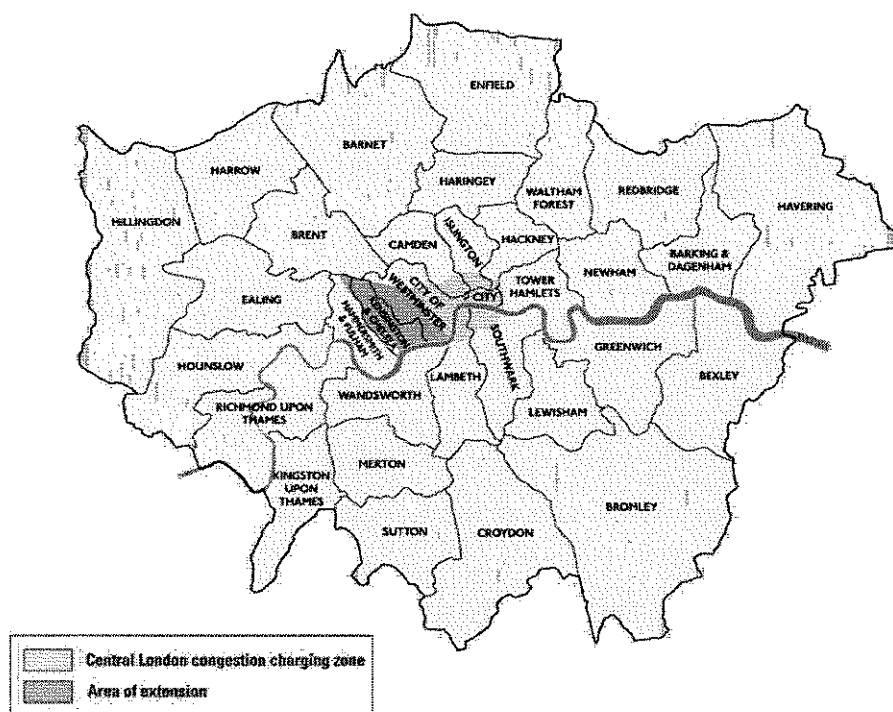 ENFIELD
BARNET
HARROW
HARINGEY
WALTHAM
FOREST
REDBRIDGE
HAVERING
HILLINGDON
BRENT
CAMDEN
ISLINGTON
HACKNEY
BARKING &
DAGENHAM
NEWHAM
TOWER
HAMLETS
CITY OF
WESTMINSTER
CITY
EALING
KENSINGTON
& CHELSEA
HAMMERSMITH
& FULHAM
SOUTHWARK
GREENWICH
HOUNSLOW
BEXLEY
LAMBETH
WANDSWORTH
RICHMOND UPON
THAMES
LEWISHAM
MERTON
KINGSTON
UPON
THAMES
BROMLEY
SUTTON
CROYDON
Central London congestion charging zone
Area of extension